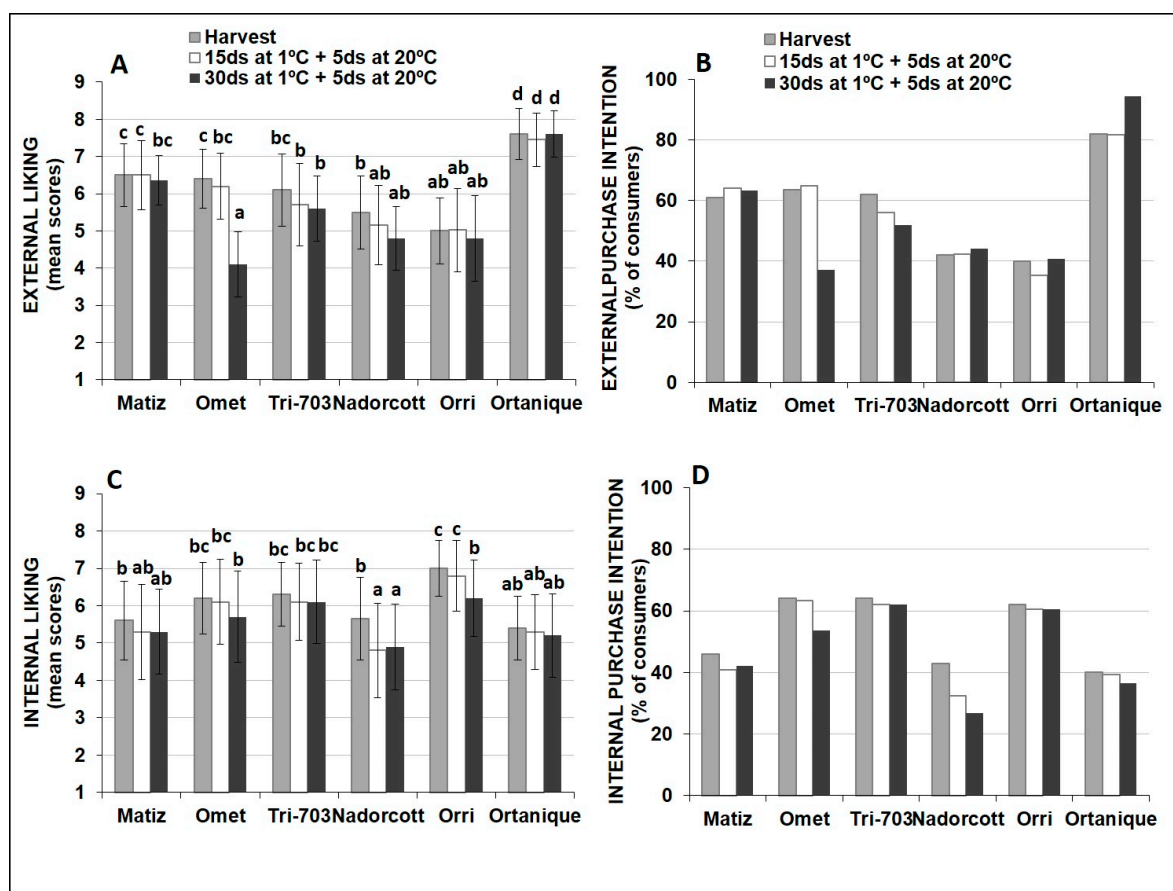 A
Harvest
15ds at 1ºC + 5ds at 20ºC
30ds at 1ºC + 5ds at 20ºC
EXTERNAL LIKING
(mean scores)
9
8
7
6
5
4
3
2
1
c c bc
c bc a
bc b b
b ab ab
ab ab ab
d d d
Matiz Omet Tri-703 Nadorcott Orri Ortanique
B
Harvest
15ds at 1ºC + 5ds at 20ºC
30ds at 1ºC + 5ds at 20ºC
EXTERNALPURCHASE INTENTION
(% of consumers)
100
80
60
40
20
0
Matiz Omet Tri-703 Nadorcott Orri Ortanique
C
INTERNAL LIKING
(mean scores)
9
8
7
6
5
4
3
2
1
b ab ab
bc bc b
bc bc bc
b a a
c c b
ab ab ab
Matiz Omet Tri-703 Nadorcott Orri Ortanique
D
INTERNAL PURCHASE INTENTION
(% of consumers)
100
80
60
40
20
0
Matiz Omet Tri-703 Nadorcott Orri Ortanique